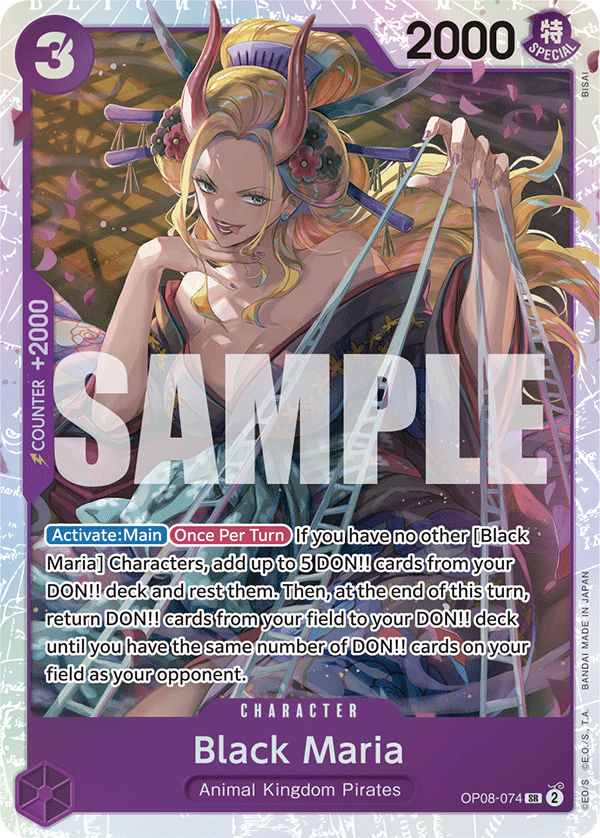 3
2000
特
SPECIAL
BISAI
COUNTER +2000
SAMPLE
Activate:Main Once Per Turn If you have no other [Black
Maria] Characters, add up to 5 DON!! cards from your
DON!! deck and rest them. Then, at the end of this turn,
return DON!! cards from your field to your DON!! deck
until you have the same number of DON!! cards on your
field as your opponent.
CHARACTER
Black Maria
Animal Kingdom Pirates
OP08-074 SR 2
©E.O/S ©E.O./S., T.A. BANDAI MADE IN JAPAN